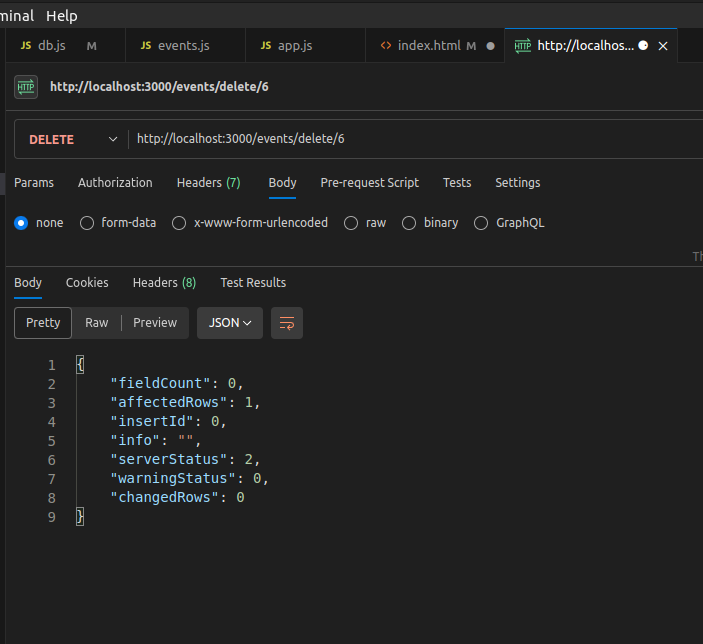 minal Help
JS db.js M JS events.js JS app.js <> index.html M ● HTTP http://localhos... ×
HTTP http://localhost:3000/events/delete/6
DELETE http://localhost:3000/events/delete/6
Params Authorization Headers (7) Body Pre-request Script Tests Settings
none form-data x-www-form-urlencoded raw binary GraphQL
Th
Body Cookies Headers (8) Test Results
Pretty Raw Preview JSON
1 {
2 "fieldCount": 0,
3 "affectedRows": 1,
4 "insertId": 0,
5 "info": "",
6 "serverStatus": 2,
7 "warningStatus": 0,
8 "changedRows": 0
9 }